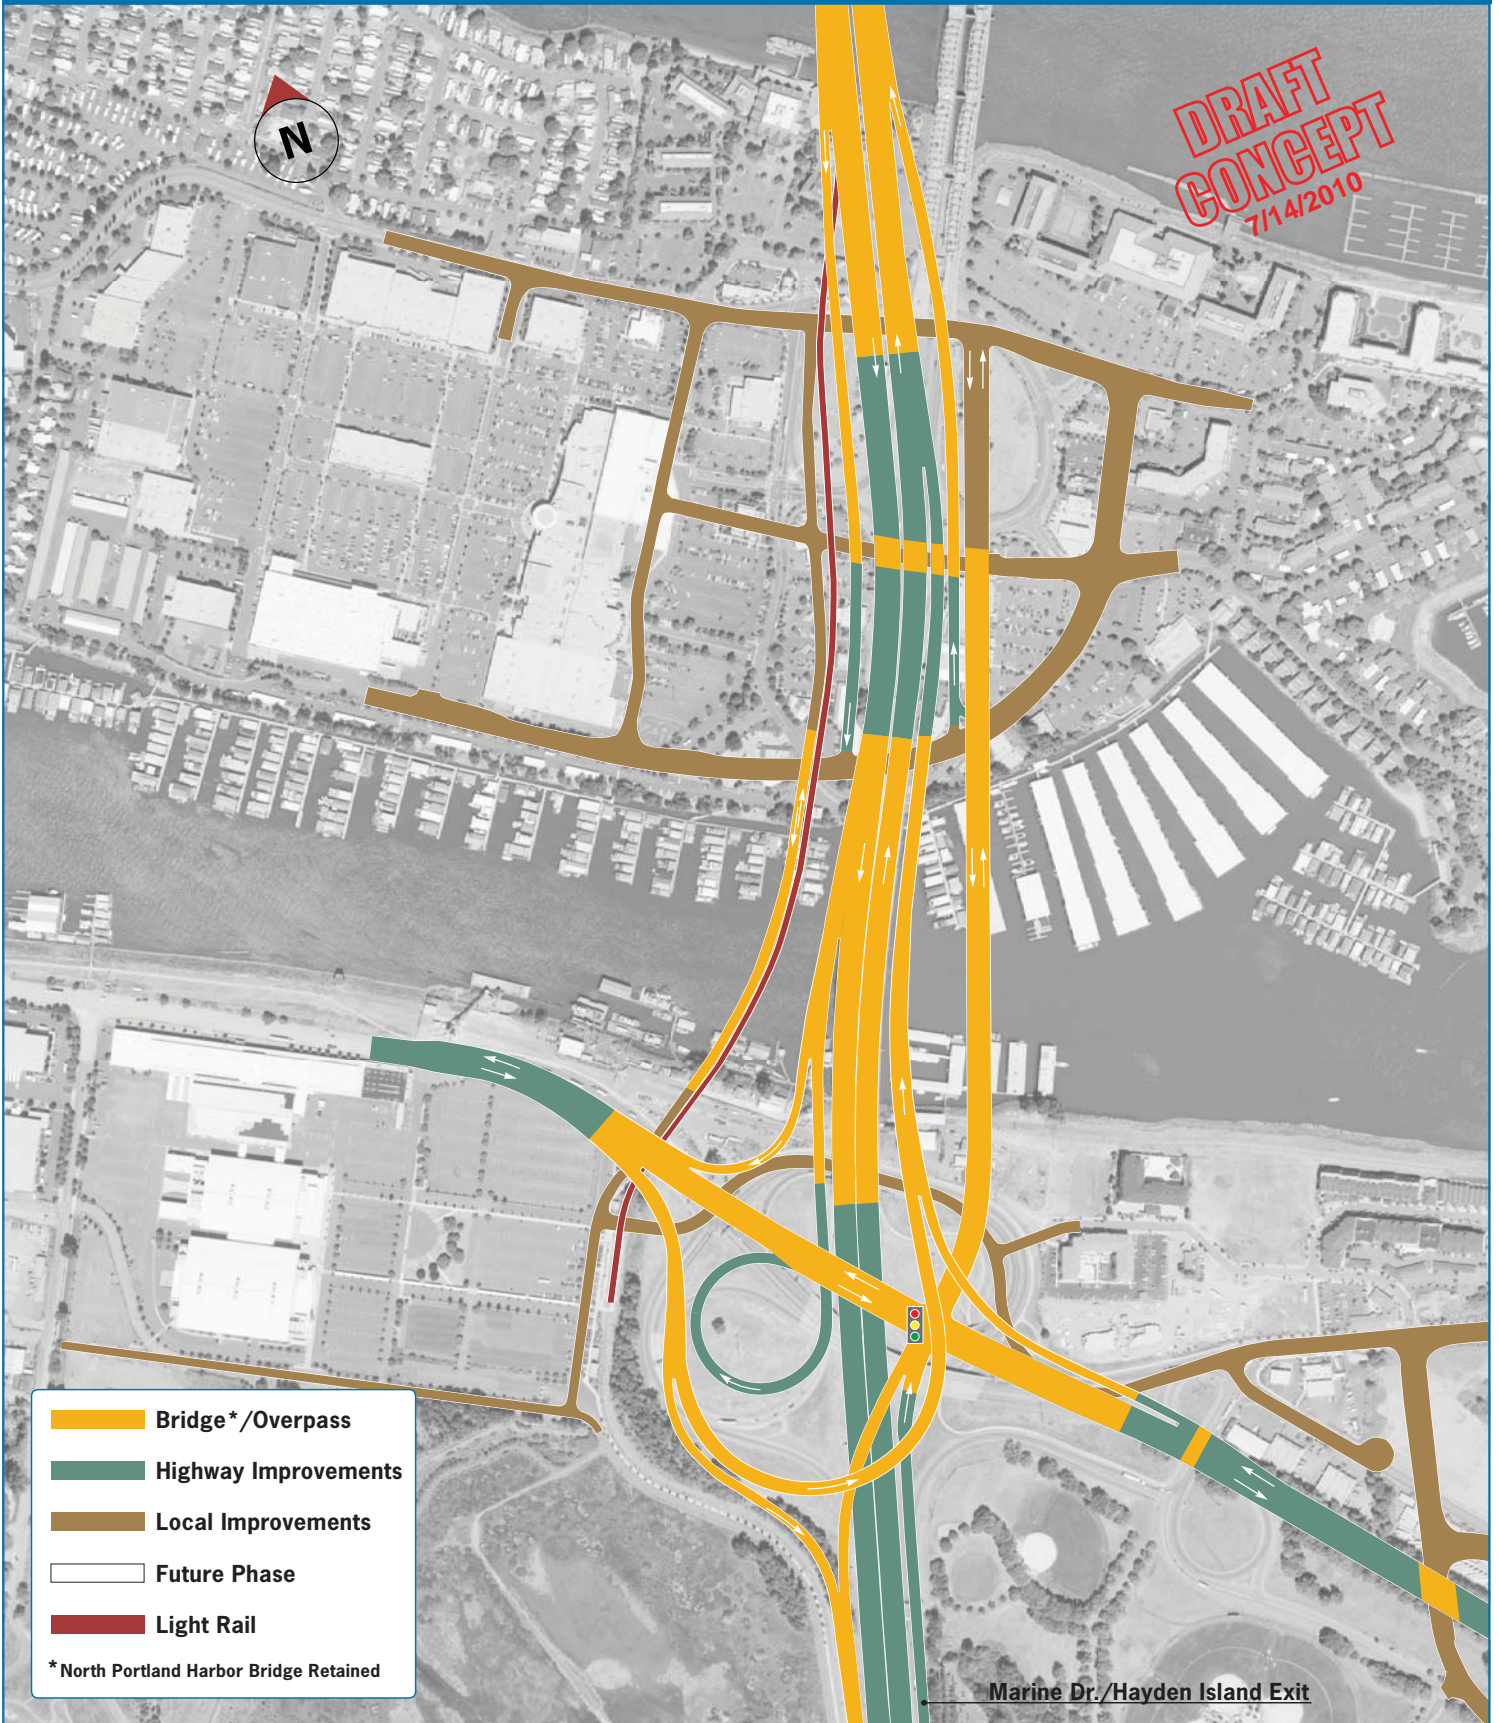 N
DRAFT
CONCEPT
7/14/2010
Bridge*/Overpass
Highway Improvements
Local Improvements
Future Phase
Light Rail
*North Portland Harbor Bridge Retained
Marine Dr./Hayden Island Exit